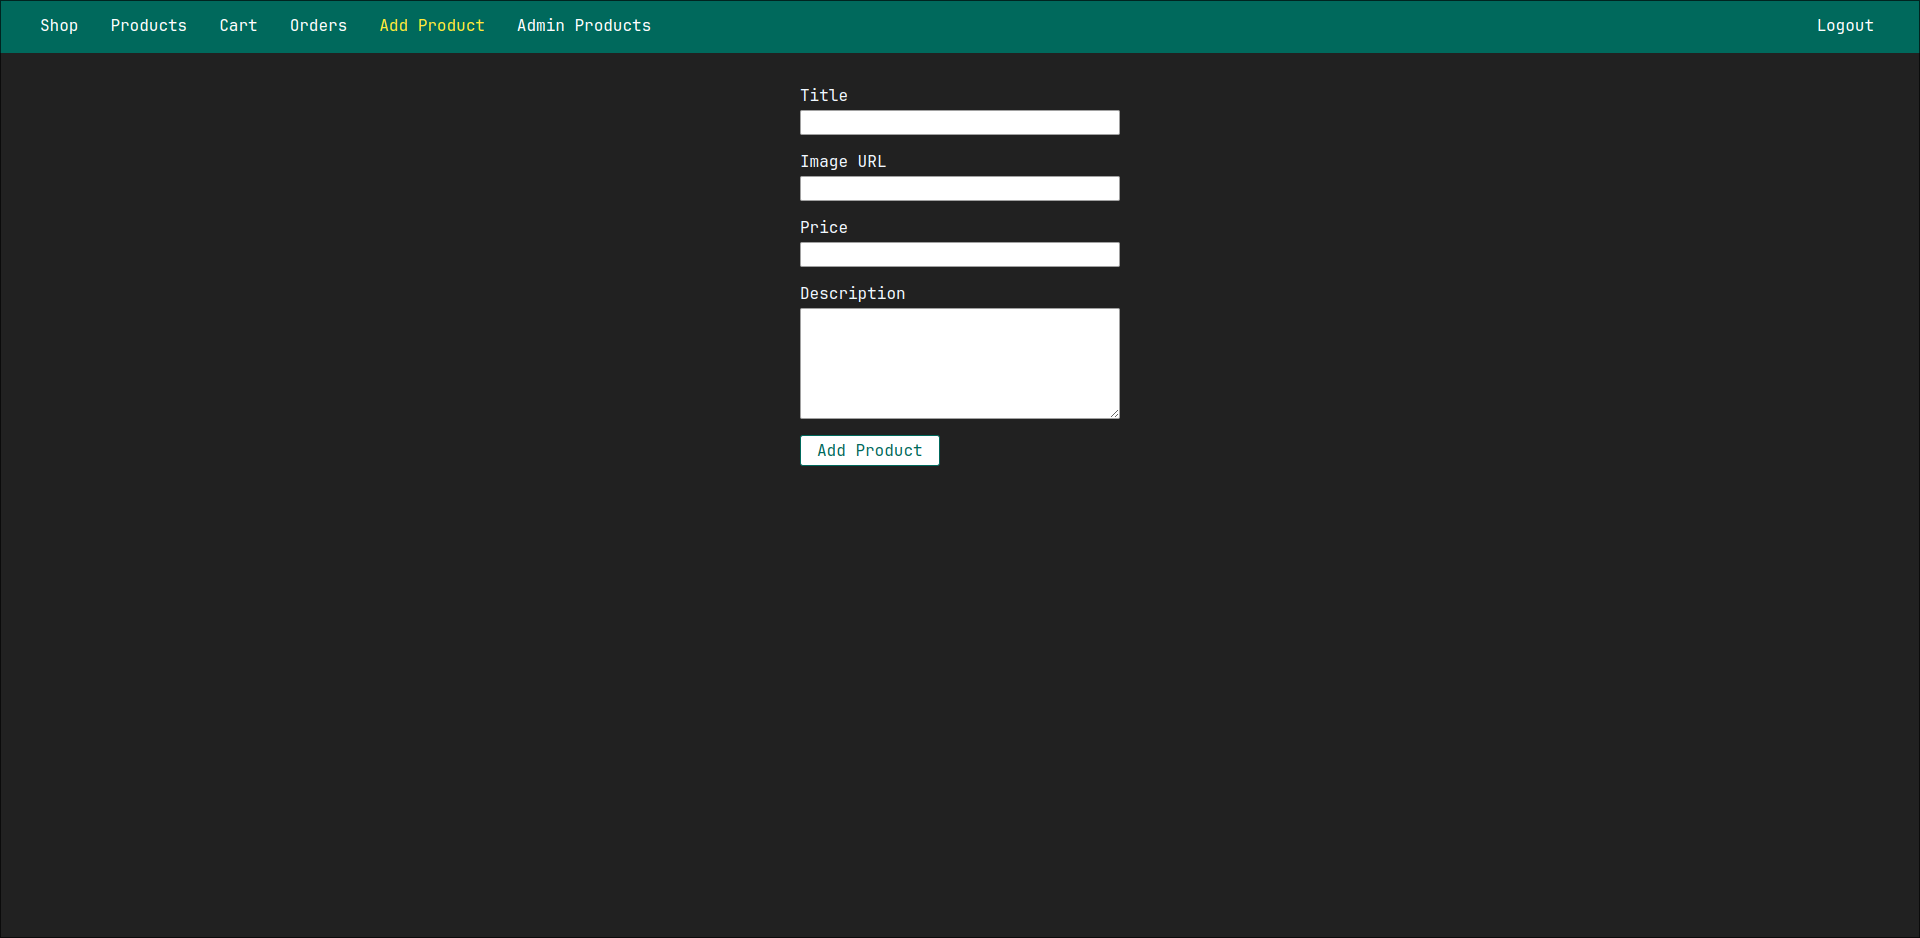 Shop Products Cart Orders Add Product Admin Products Logout
Title
Image URL
Price
Description
Add Product